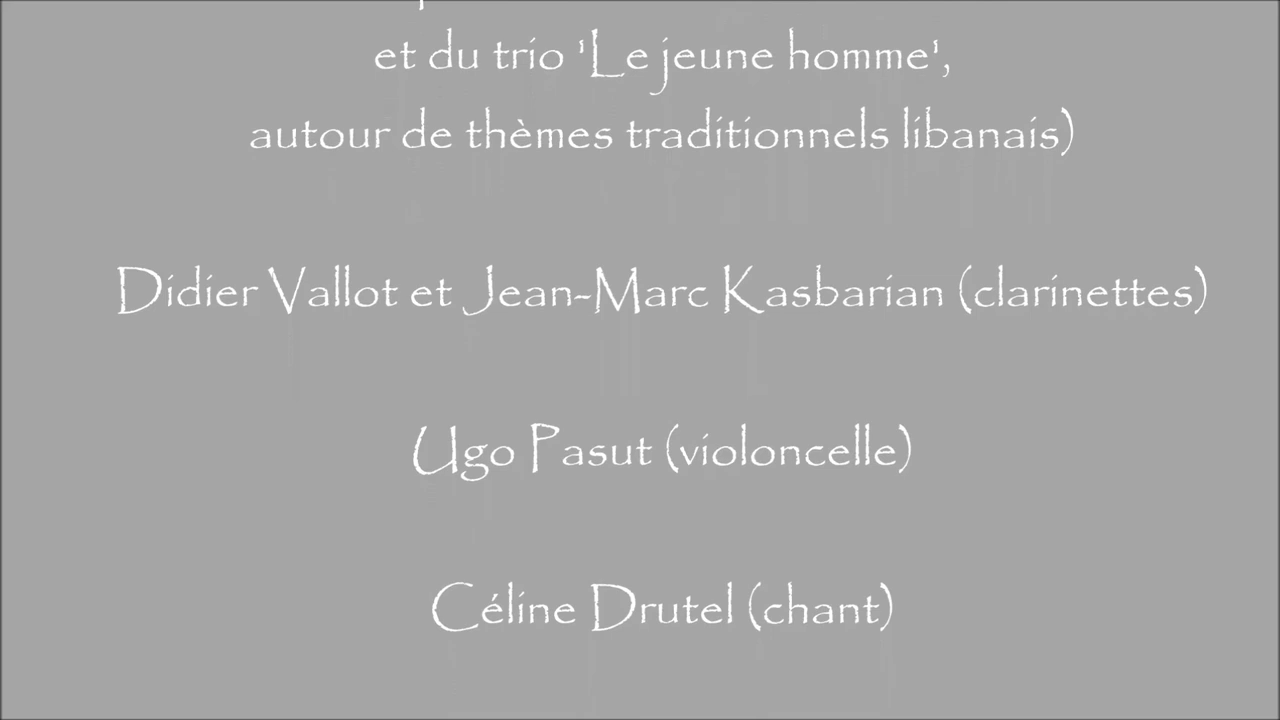 et du trio 'Le jeune homme',
autour de thèmes traditionnels libanais)
Didier Vallot et Jean-Marc Kasbarian (clarinettes)
Ugo Pasut (violoncelle)
Céline Drutel (chant)